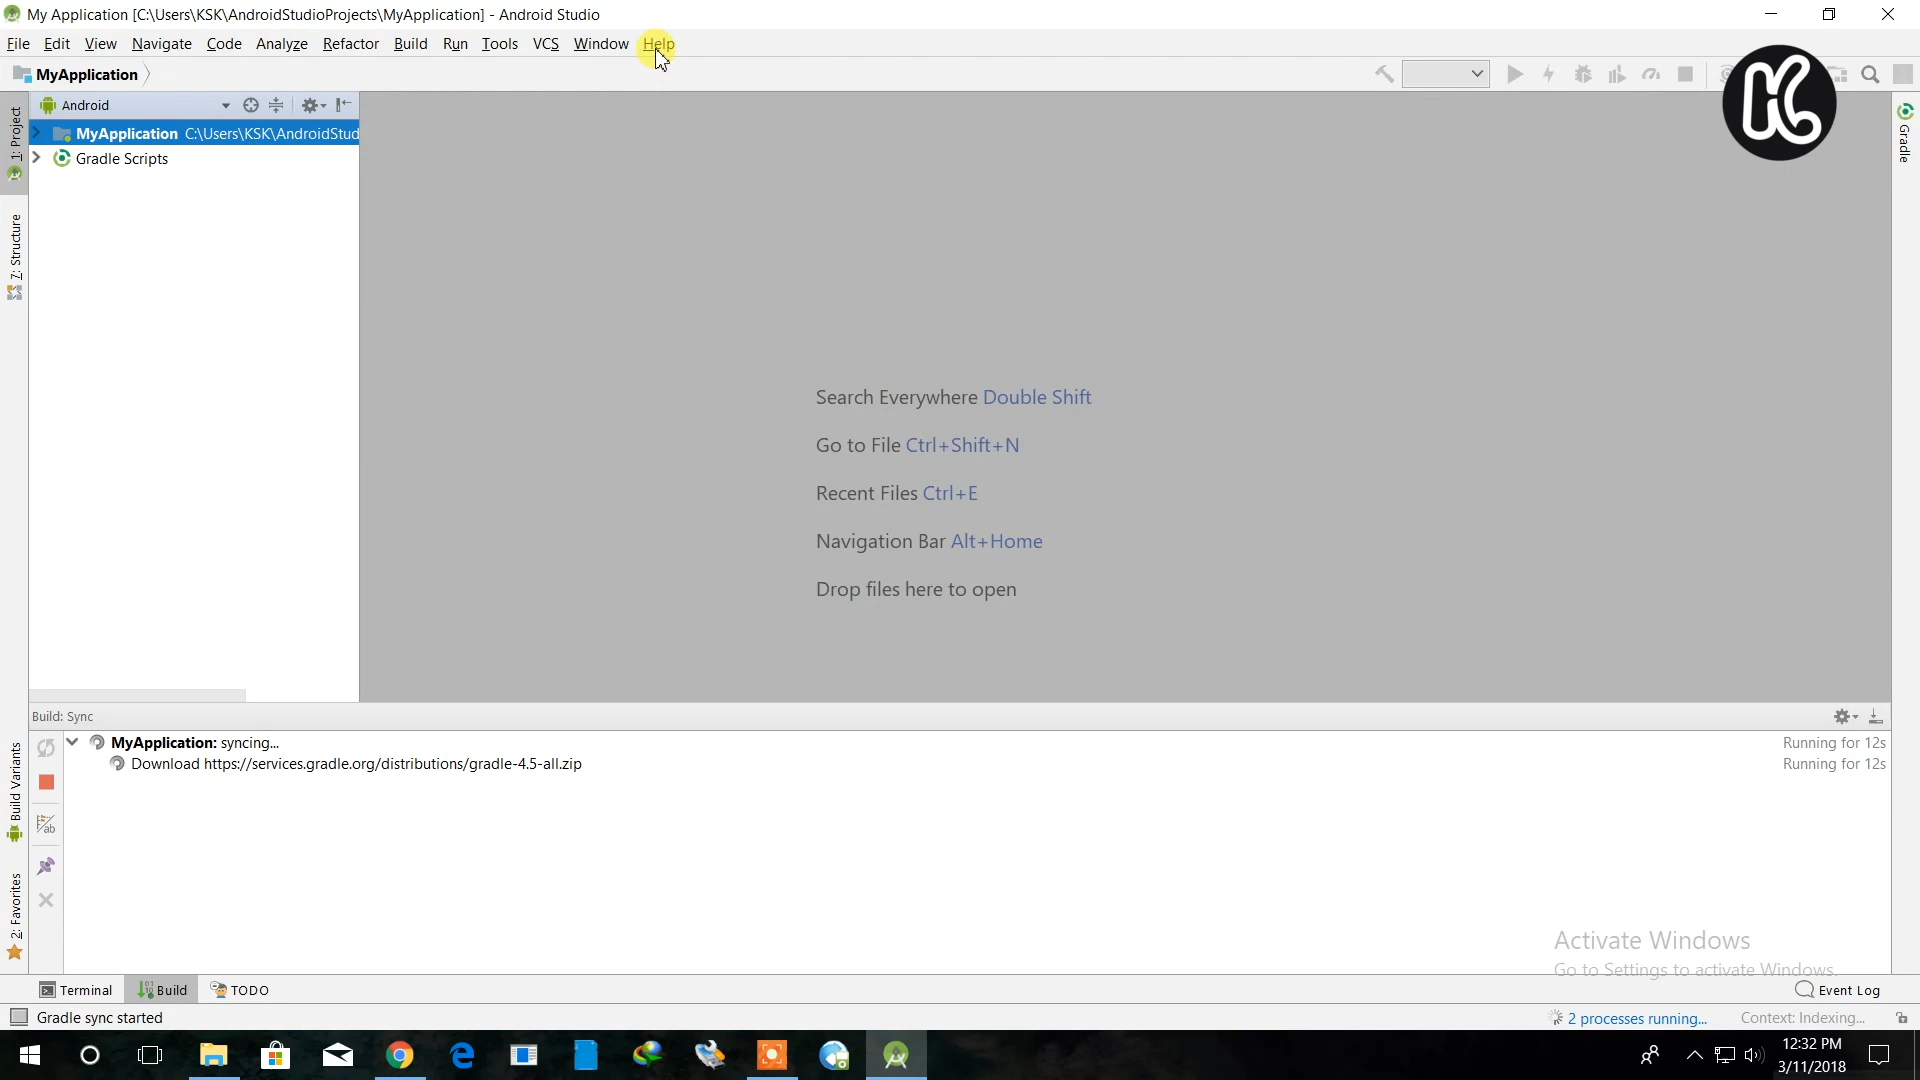 My Application [C:\Users\KSK\AndroidStudioProjects\MyApplication] - Android Studio
File Edit View Navigate Code Analyze Refactor Build Run Tools VCS Window Help
MyApplication
Android
MyApplication C:\Users\KSK\AndroidStud
Gradle Scripts
1: Project
7: Structure
Build Variants
2: Favorites
Gradle
Search Everywhere Double Shift
Go to File Ctrl+Shift+N
Recent Files Ctrl+E
Navigation Bar Alt+Home
Drop files here to open
Build: Sync
MyApplication: syncing... Running for 12s
Download https://services.gradle.org/distributions/gradle-4.5-all.zip Running for 12s
Activate Windows
Go to Settings to activate Windows.
Terminal Build TODO Event Log
Gradle sync started 2 processes running... Context: Indexing...
12:32 PM
3/11/2018